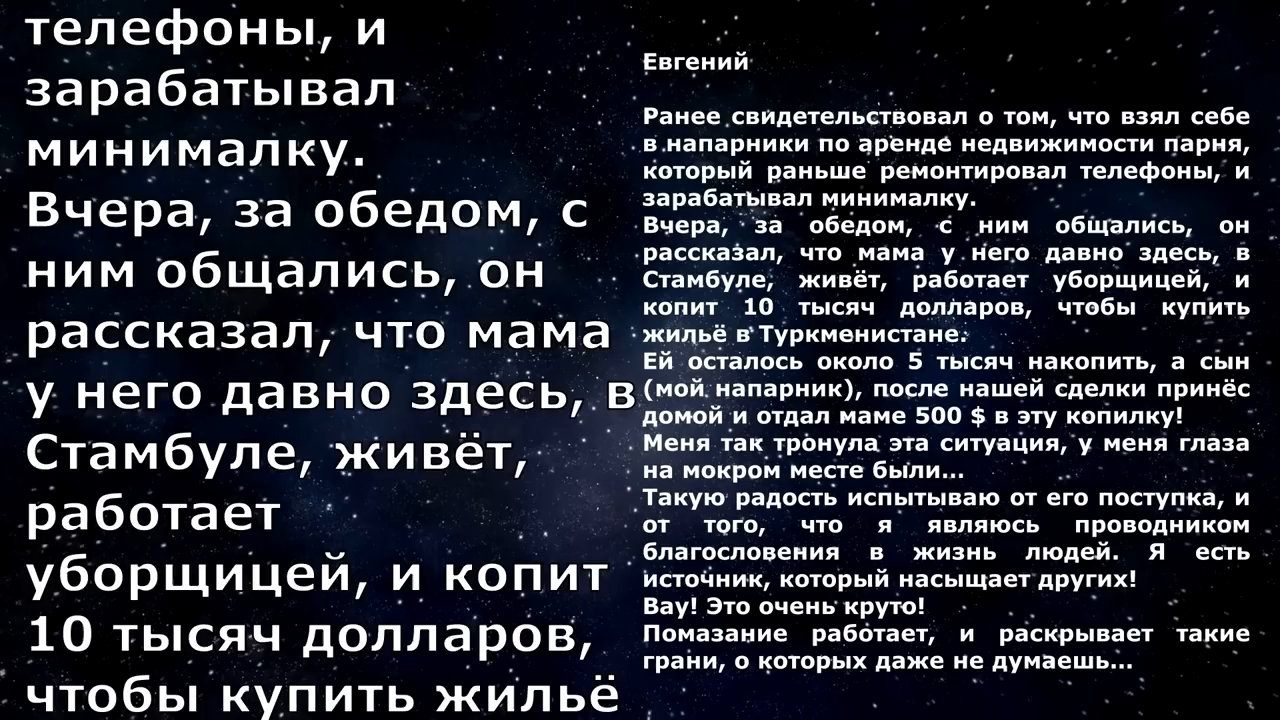 телефоны, и
зарабатывал
минималку.
Вчера, за обедом, с
ним общались, он
рассказал, что мама
у него давно здесь, в
Стамбуле, живёт,
работает
уборщицей, и копит
10 тысяч долларов,
чтобы купить жильё
Евгений
Ранее свидетельствовал о том, что взял себе
в напарники по аренде недвижимости парня,
который раньше ремонтировал телефоны, и
зарабатывал минималку.
Вчера, за обедом, с ним общались, он
рассказал, что мама у него давно здесь, в
Стамбуле, живёт, работает уборщицей, и
копит 10 тысяч долларов, чтобы купить
жильё в Туркменистане.
Ей осталось около 5 тысяч накопить, а сын
(мой напарник), после нашей сделки принёс
домой и отдал маме 500 $ в эту копилку!
Меня так тронула эта ситуация, у меня глаза
на мокром месте были...
Такую радость испытываю от его поступка, и
от того, что я являюсь проводником
благословения в жизнь людей. Я есть
источник, который насыщает других!
Вау! Это очень круто!
Помазание работает, и раскрывает такие
грани, о которых даже не думаешь...